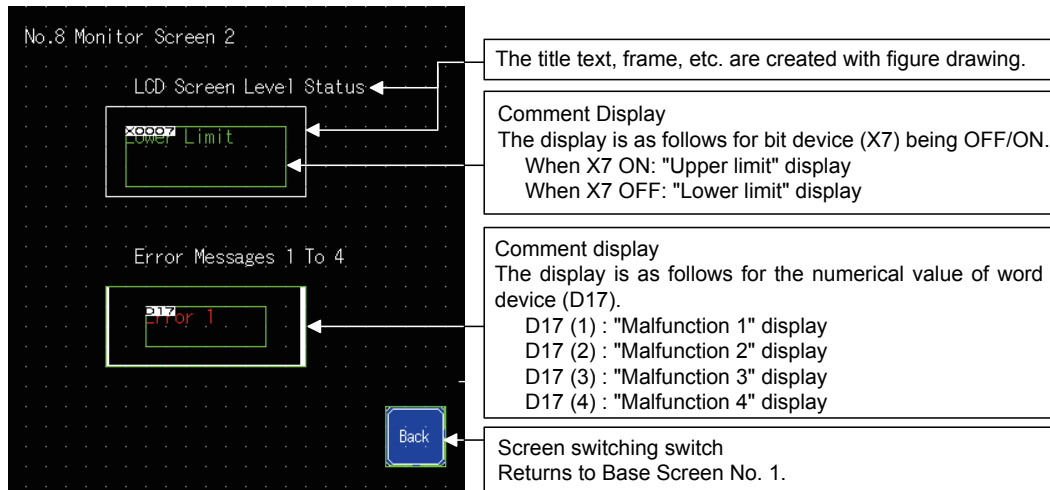 No.8 Monitor Screen 2
LCD Screen Level Status
X0007
Lower Limit
Error Messages 1 To 4
D17
Error 1
Back
The title text, frame, etc. are created with figure drawing.
Comment Display
The display is as follows for bit device (X7) being OFF/ON.
When X7 ON: "Upper limit" display
When X7 OFF: "Lower limit" display
Comment display
The display is as follows for the numerical value of word
device (D17).
D17 (1) : "Malfunction 1" display
D17 (2) : "Malfunction 2" display
D17 (3) : "Malfunction 3" display
D17 (4) : "Malfunction 4" display
Screen switching switch
Returns to Base Screen No. 1.